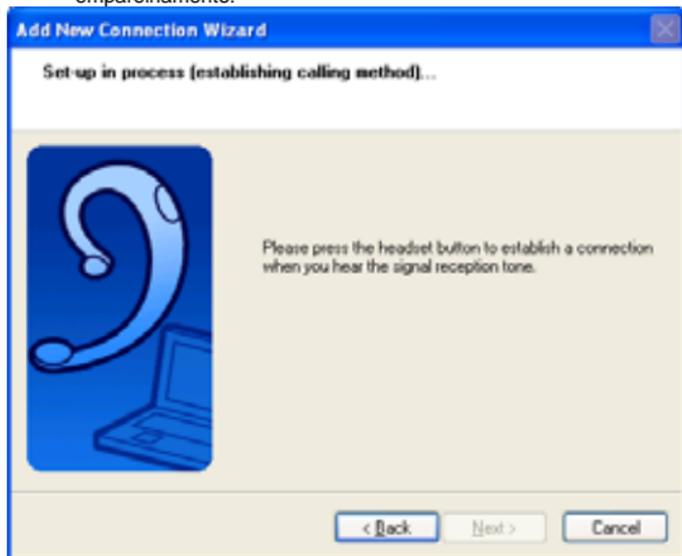 emparelhamento.
Add New Connection Wizard
Set-up in process (establishing calling method)...
Please press the headset button to establish a connection
when you hear the signal reception tone.
< Back Next > Cancel